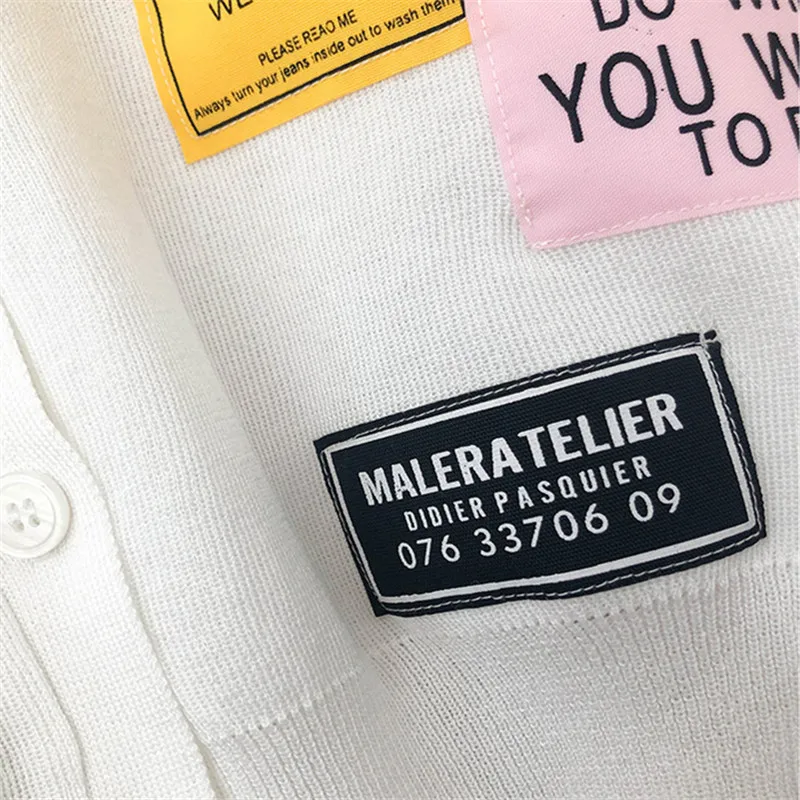 PLEASE REAO ME
Always turn your jeans inside out to wash them
DO
YOU
TO
MALERATELIER
DIDIER PASQUIER
076 33706 09